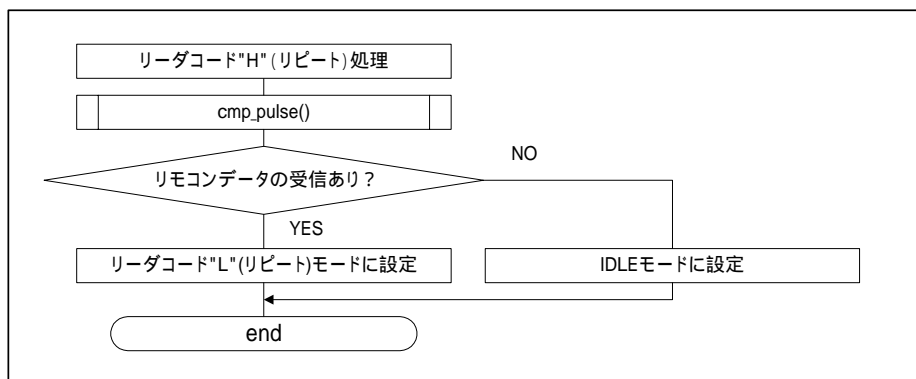 リーダコード"H"(リピート)処理
cmp_pulse()
リモコンデータの受信あり?
NO
YES
リーダコード"L"(リピート)モードに設定
IDLEモードに設定
end